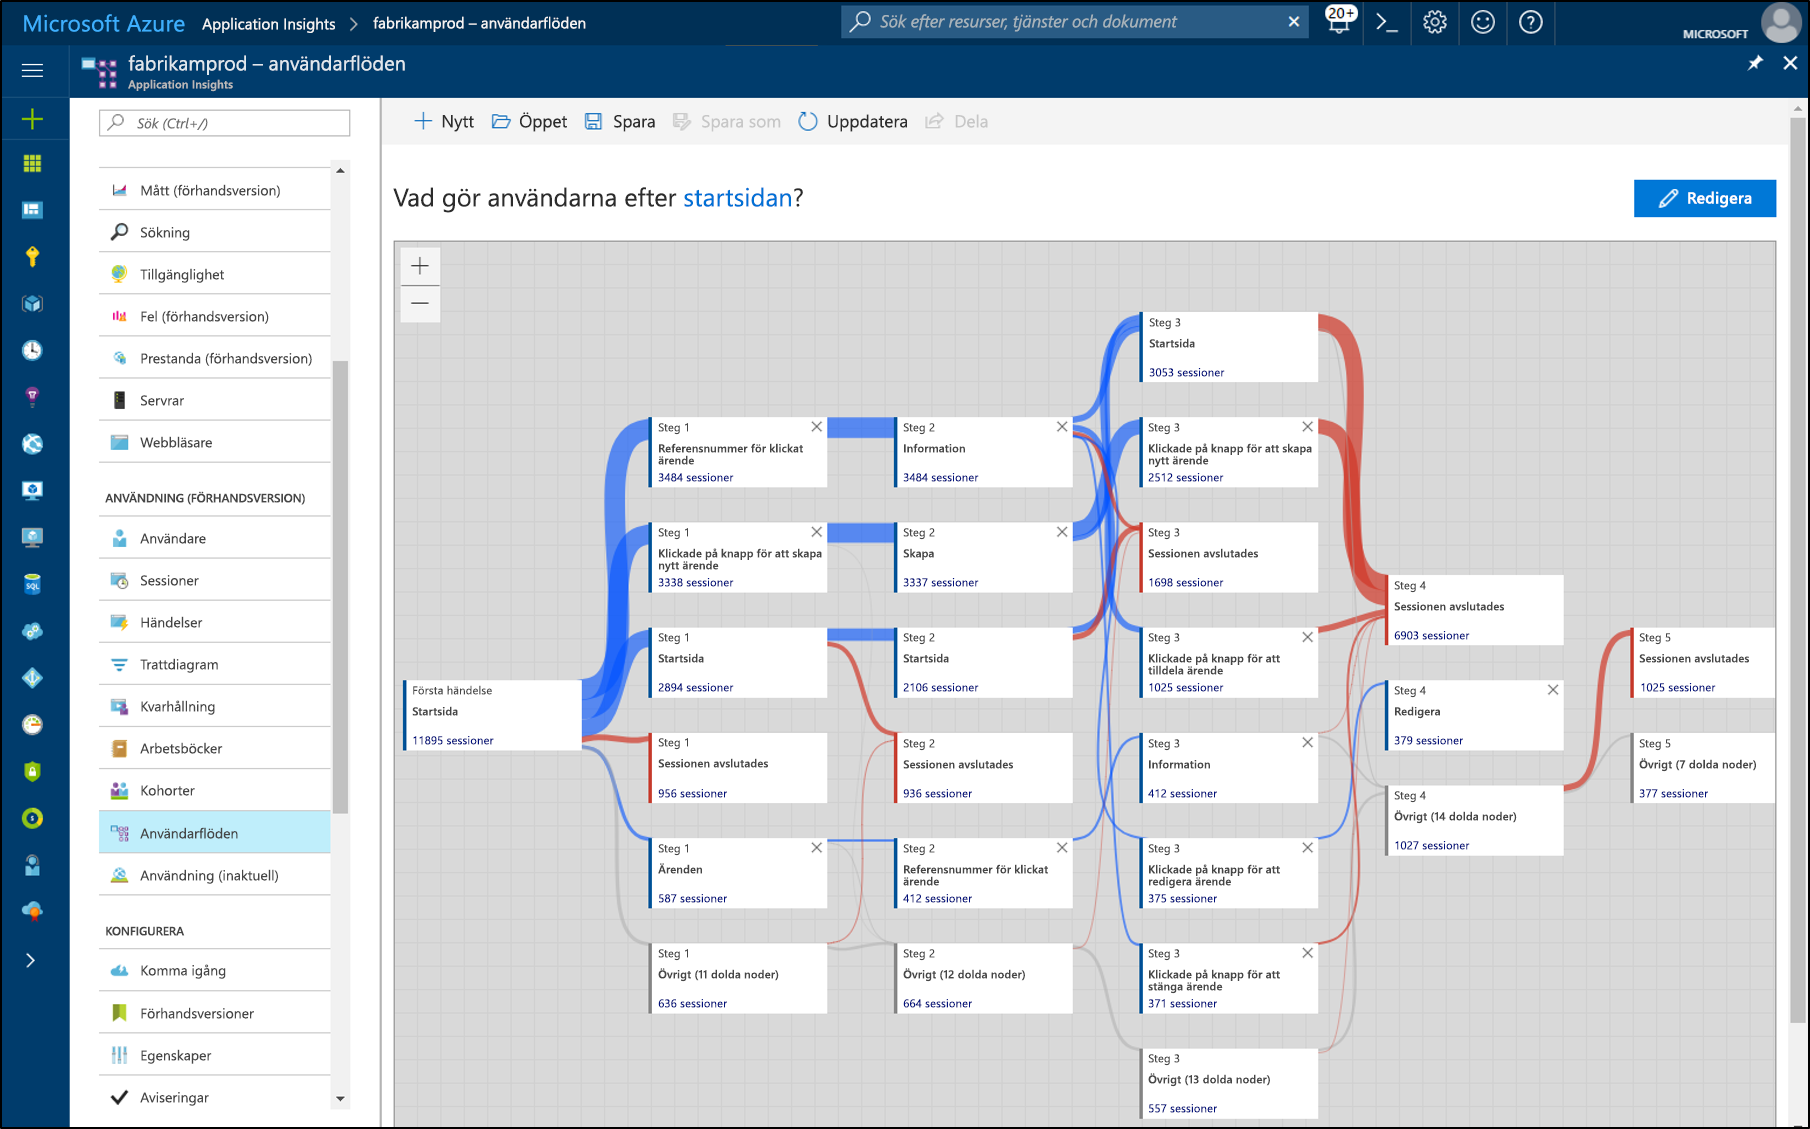 Microsoft Azure Application Insights > fabrikamprod – användarflöden
Sök efter resurser, tjänster och dokument
20+
MICROSOFT
fabrikamprod – användarflöden
Application Insights
Sök (Ctrl+/)
Mått (förhandsversion)
Sökning
Tillgänglighet
Fel (förhandsversion)
Prestanda (förhandsversion)
Servrar
Webbläsare
ANVÄNDNING (FÖRHANDSVERSION)
Användare
Sessioner
Händelser
Trattdiagram
Kvarhållning
Arbetsböcker
Kohorter
Användarflöden
Användning (inaktuell)
KONFIGURERA
Komma igång
Förhandsversioner
Egenskaper
Aviseringar
SQL
Nytt Öppet Spara Spara som Uppdatera Dela
Vad gör användarna efter startsidan?
Redigera
Första händelse
Startsida
11895 sessioner
Steg 1
Referensnummer för klickat
ärende
3484 sessioner
Steg 1
Klickade på knapp för att skapa
nytt ärende
3338 sessioner
Steg 1
Startsida
2894 sessioner
Steg 1
Sessionen avslutades
956 sessioner
Steg 1
Ärenden
587 sessioner
Steg 1
Övrigt (11 dolda noder)
636 sessioner
Steg 2
Information
3484 sessioner
Steg 2
Skapa
3337 sessioner
Steg 2
Startsida
2106 sessioner
Steg 2
Sessionen avslutades
936 sessioner
Steg 2
Referensnummer för klickat
ärende
412 sessioner
Steg 2
Övrigt (12 dolda noder)
664 sessioner
Steg 3
Startsida
3053 sessioner
Steg 3
Klickade på knapp för att skapa
nytt ärende
2512 sessioner
Steg 3
Sessionen avslutades
1698 sessioner
Steg 3
Klickade på knapp för att
tilldela ärende
1025 sessioner
Steg 3
Information
412 sessioner
Steg 3
Klickade på knapp för att
redigera ärende
375 sessioner
Steg 3
Klickade på knapp för att
stänga ärende
371 sessioner
Steg 3
Övrigt (13 dolda noder)
557 sessioner
Steg 4
Sessionen avslutades
6903 sessioner
Steg 4
Redigera
379 sessioner
Steg 4
Övrigt (14 dolda noder)
1027 sessioner
Steg 5
Sessionen avslutades
1025 sessioner
Steg 5
Övrigt (7 dolda noder)
377 sessioner